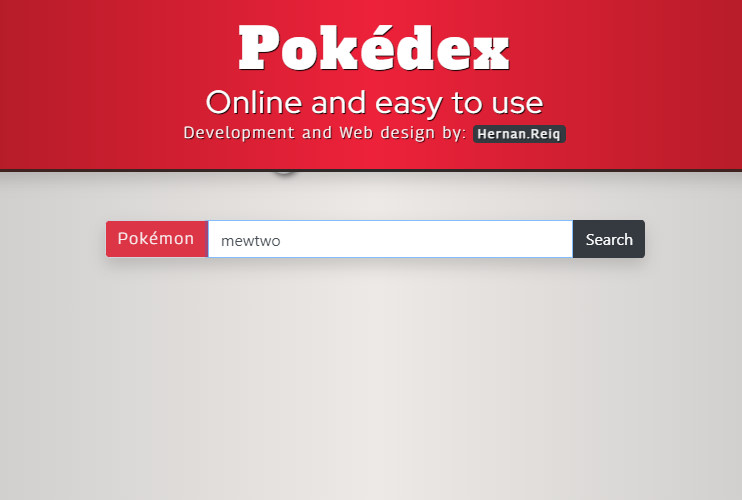 Pokédex
Online and easy to use
Development and Web design by: Hernan.Reiq
Pokémon mewtwo Search